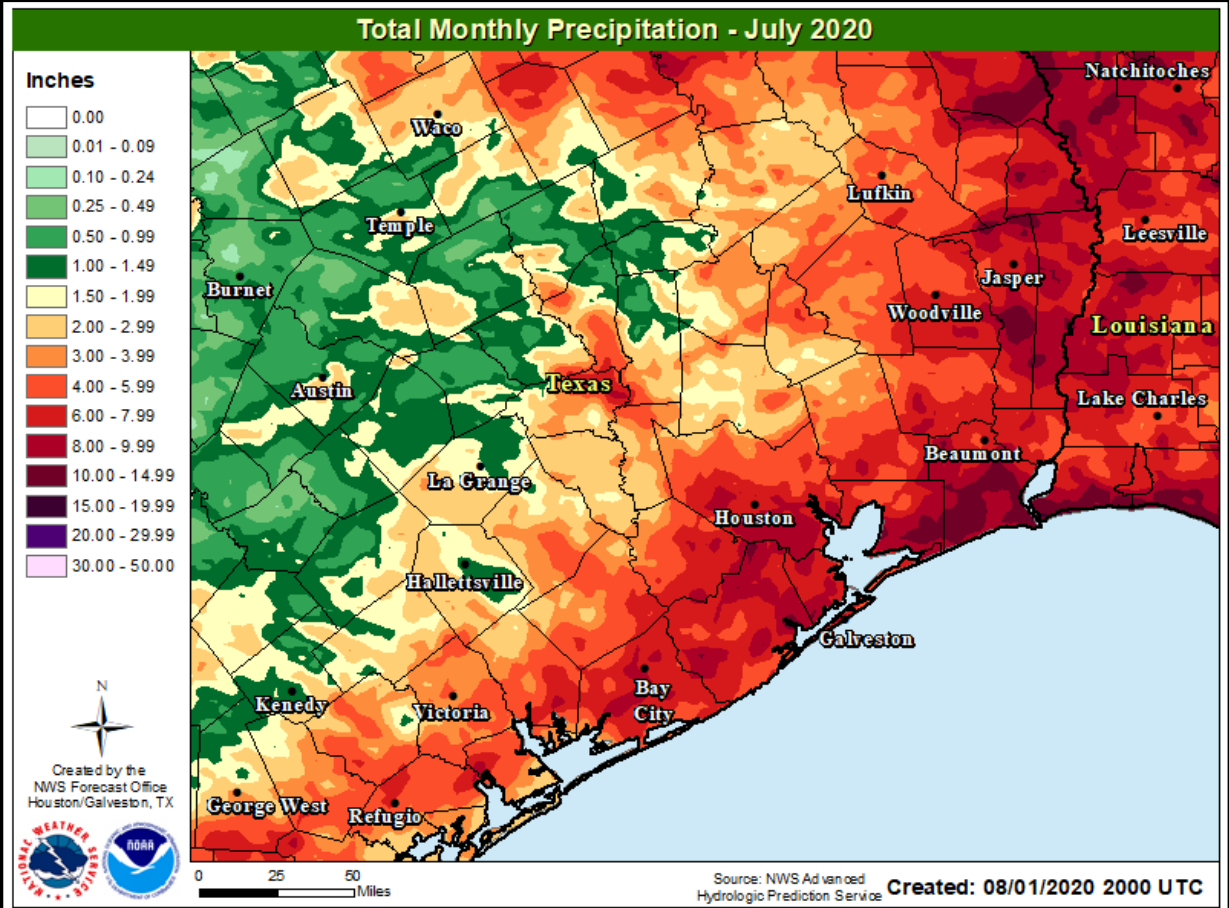 Total Monthly Precipitation - July 2020
Inches
0.00
0.01 - 0.09
0.10 - 0.24
0.25 - 0.49
0.50 - 0.99
1.00 - 1.49
1.50 - 1.99
2.00 - 2.99
3.00 - 3.99
4.00 - 5.99
6.00 - 7.99
8.00 - 9.99
10.00 - 14.99
15.00 - 19.99
20.00 - 29.99
30.00 - 50.00
Natchitoches
Waco
Lufkin
Temple
Leesville
Burnet
Jasper
Woodville
Louisiana
Austin
Texas
Lake Charles
Beaumont
La Grange
Houston
Hallettsville
Galveston
Kenedy
Victoria
Bay
City
George West
Refugio
N
Created by the
NWS Forecast Office
Houston/Galveston, TX
NATIONAL WEATHER SERVICE
NOAA
0 25 50
Miles
Source: NWS Advanced
Hydrologic Prediction Service
Created: 08/01/2020 2000 UTC